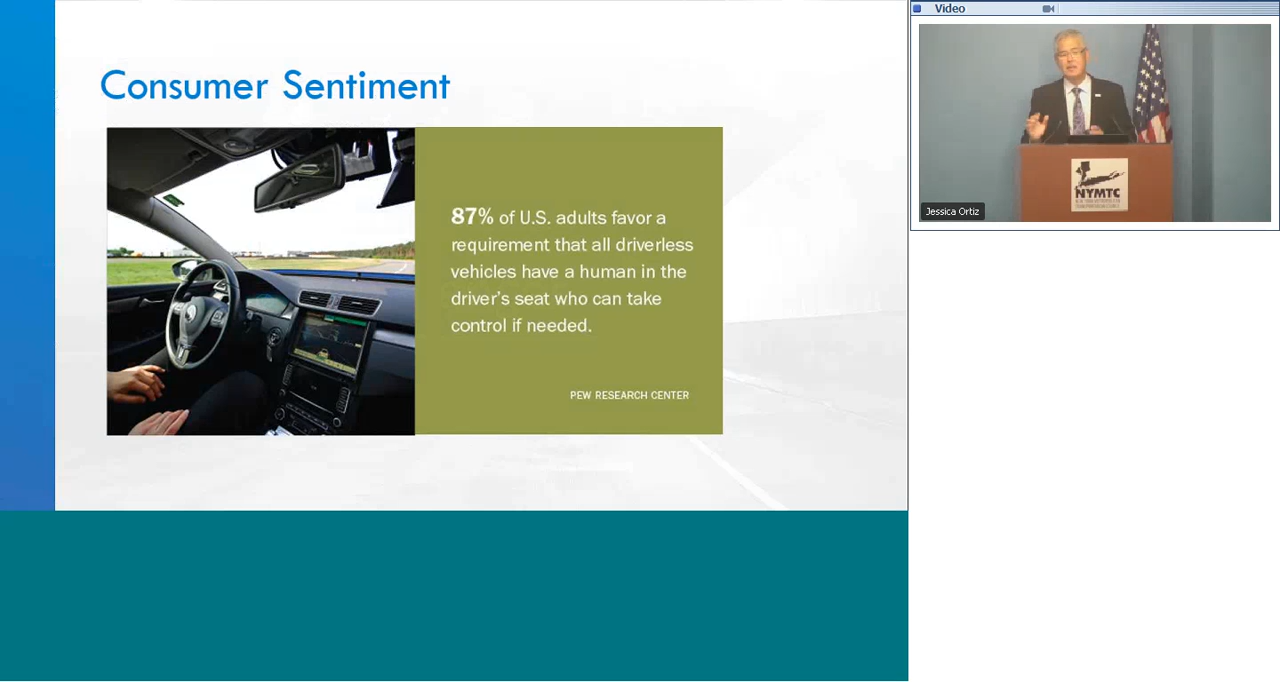 Consumer Sentiment
87% of U.S. adults favor a
requirement that all driverless
vehicles have a human in the
driver's seat who can take
control if needed.
PEW RESEARCH CENTER
Video
NYMTC
Jessica Ortiz